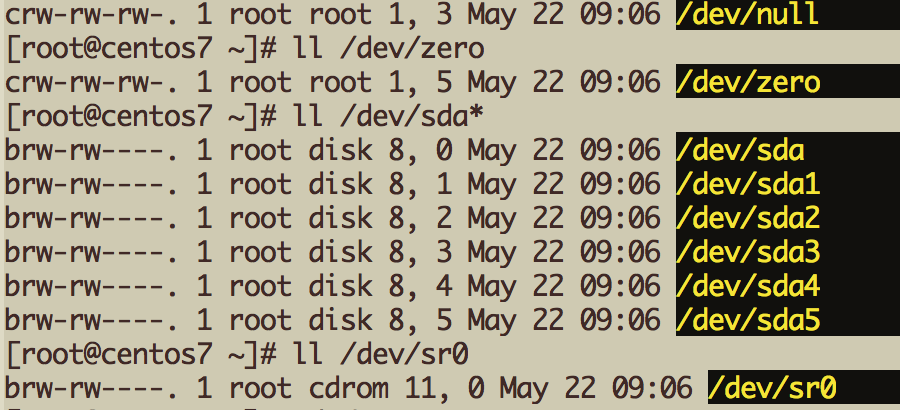 crw-rw-rw-. 1 root root 1, 3 May 22 09:06 /dev/null
[root@centos7 ~]# ll /dev/zero
crw-rw-rw-. 1 root root 1, 5 May 22 09:06 /dev/zero
[root@centos7 ~]# ll /dev/sda*
brw-rw----. 1 root disk 8, 0 May 22 09:06 /dev/sda
brw-rw----. 1 root disk 8, 1 May 22 09:06 /dev/sda1
brw-rw----. 1 root disk 8, 2 May 22 09:06 /dev/sda2
brw-rw----. 1 root disk 8, 3 May 22 09:06 /dev/sda3
brw-rw----. 1 root disk 8, 4 May 22 09:06 /dev/sda4
brw-rw----. 1 root disk 8, 5 May 22 09:06 /dev/sda5
[root@centos7 ~]# ll /dev/sr0
brw-rw----. 1 root cdrom 11, 0 May 22 09:06 /dev/sr0